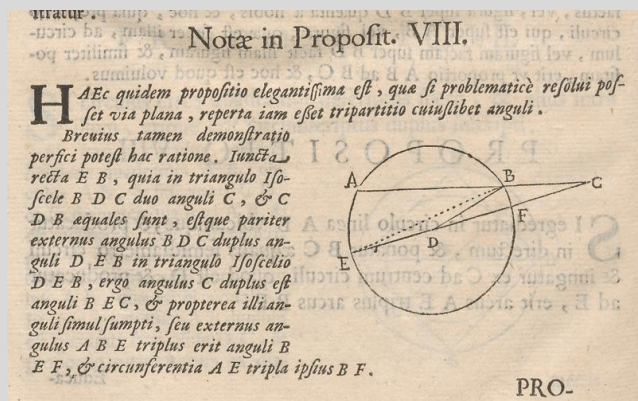 Notæ in Propoſit. VIII.
HAEc quidem propoſitio elegantiſſima eſt , quæ ſi problematicè reſolui poſ-
ſet via plana , reperta iam eßet tripartitio cuiuſlibet anguli .
Breuius tamen demonſtratio
perfici poteſt hac ratione . Iuncta
recta E B , quia in triangulo Iſo-
ſcele B D C duo anguli C , & C
D B æquales ſunt , eſtque pariter
externus angulus B D C duplus an-
guli D E B in triangulo Iſoſcelio
D E B , ergo angulus C duplus eſt
anguli B E C , & propterea illi an-
guli ſimul ſumpti , ſeu externus an-
gulus A B E triplus erit anguli B
E F , & circunferentia A E tripla ipſius B F .
A
B
C
F
D
E
PRO-